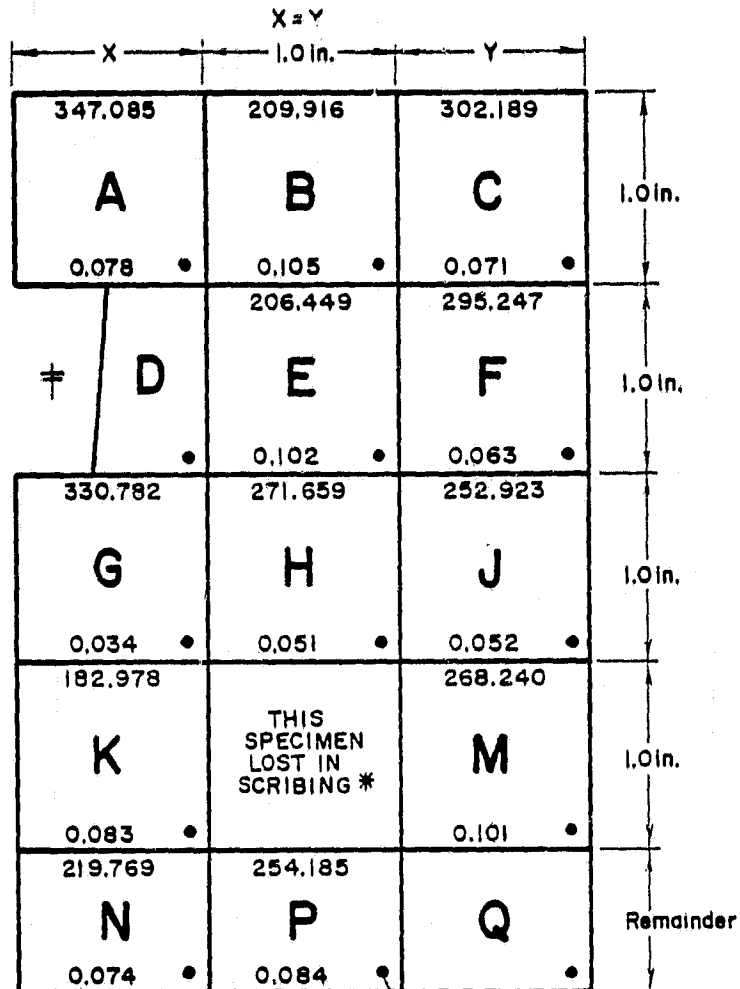 X = Y
X 1.0 in. Y
347.085 209.916 302.189
A B C 1.0 in.
0.078 0.105 0.071
206.449 295.247
‡ D E F 1.0 in.
0.102 0.063
330.782 271.659 252.923
G H J 1.0 in.
0.034 0.051 0.052
182.978 268.240
THIS
SPECIMEN
LOST IN
SCRIBING *
K M 1.0 in.
0.083 0.101
219.769 254.185
N P Q Remainder
0.074 0.084